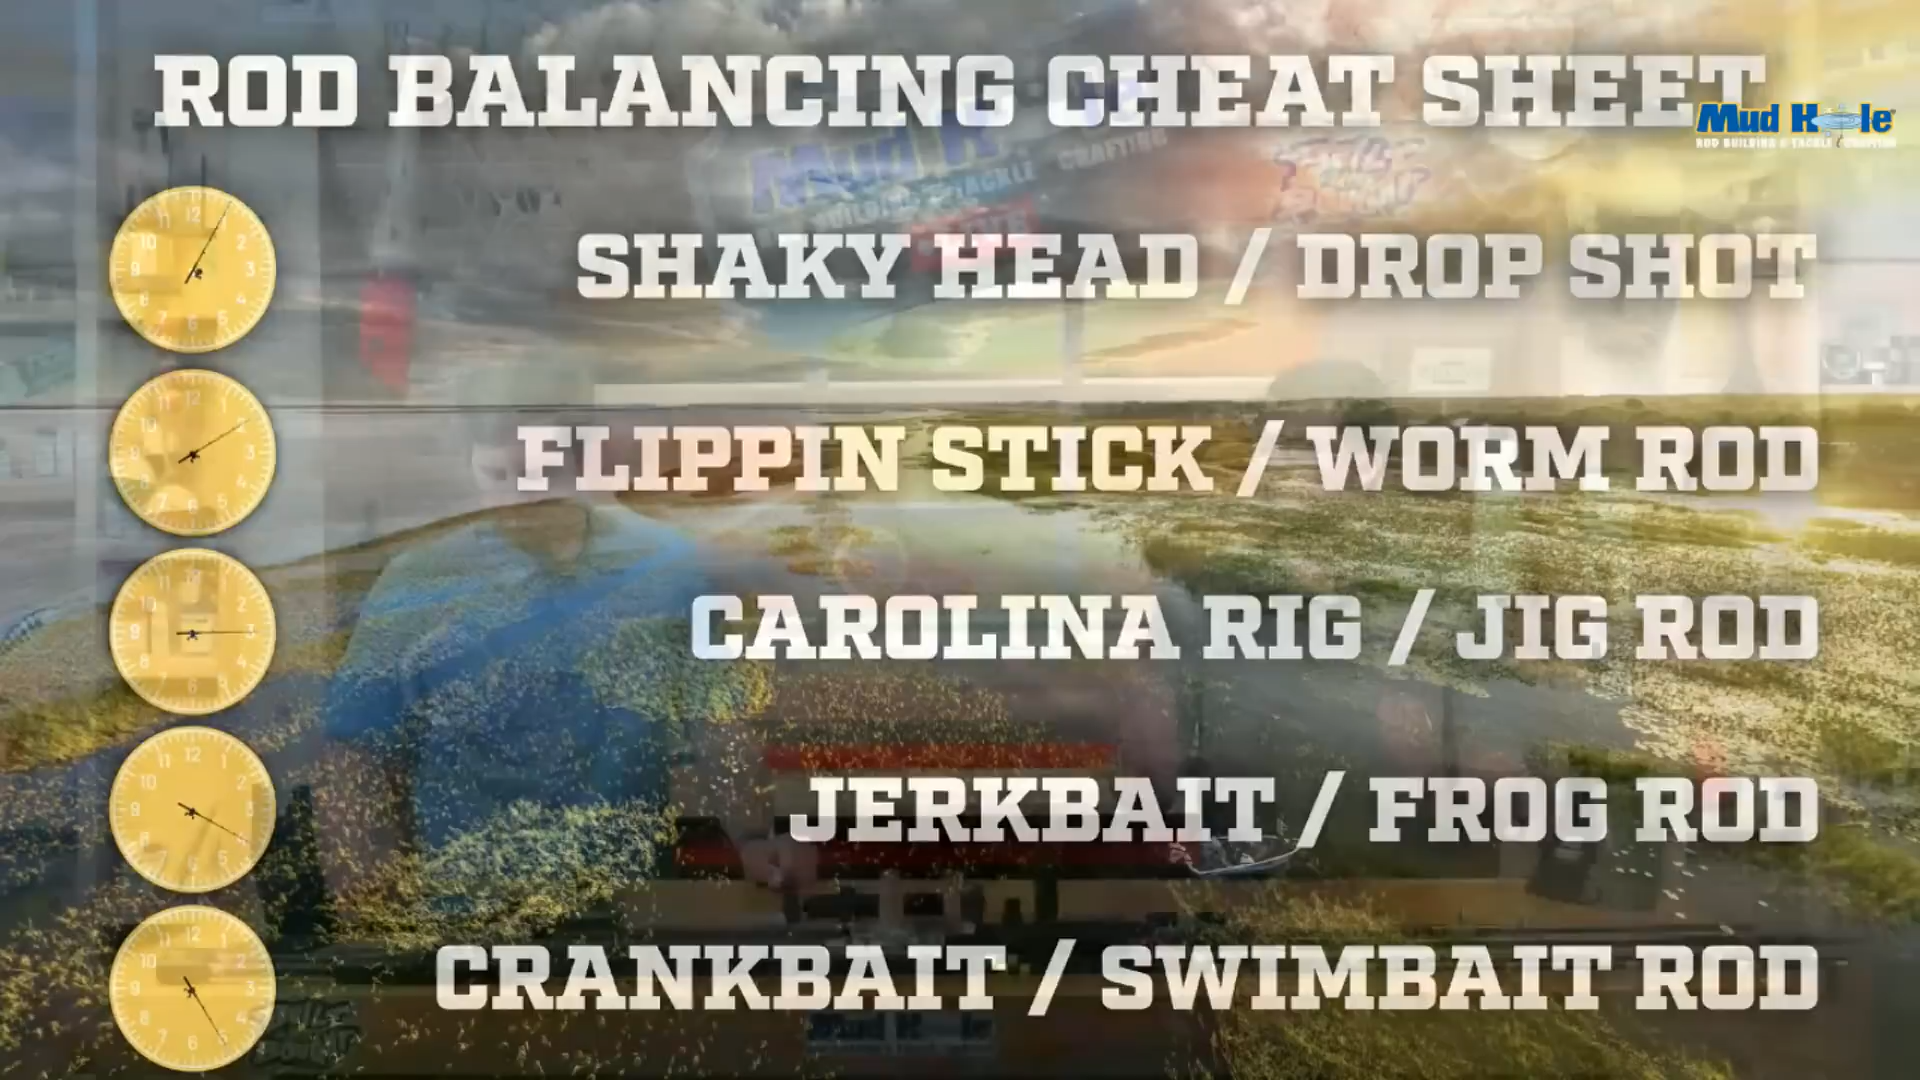 ROD BALANCING CHEAT SHEET
Mud Hole
ROD BUILDING & TACKLE CRAFTING
SHAKY HEAD / DROP SHOT
FLIPPIN STICK / WORM ROD
CAROLINA RIG / JIG ROD
JERKBAIT / FROG ROD
CRANKBAIT / SWIMBAIT ROD